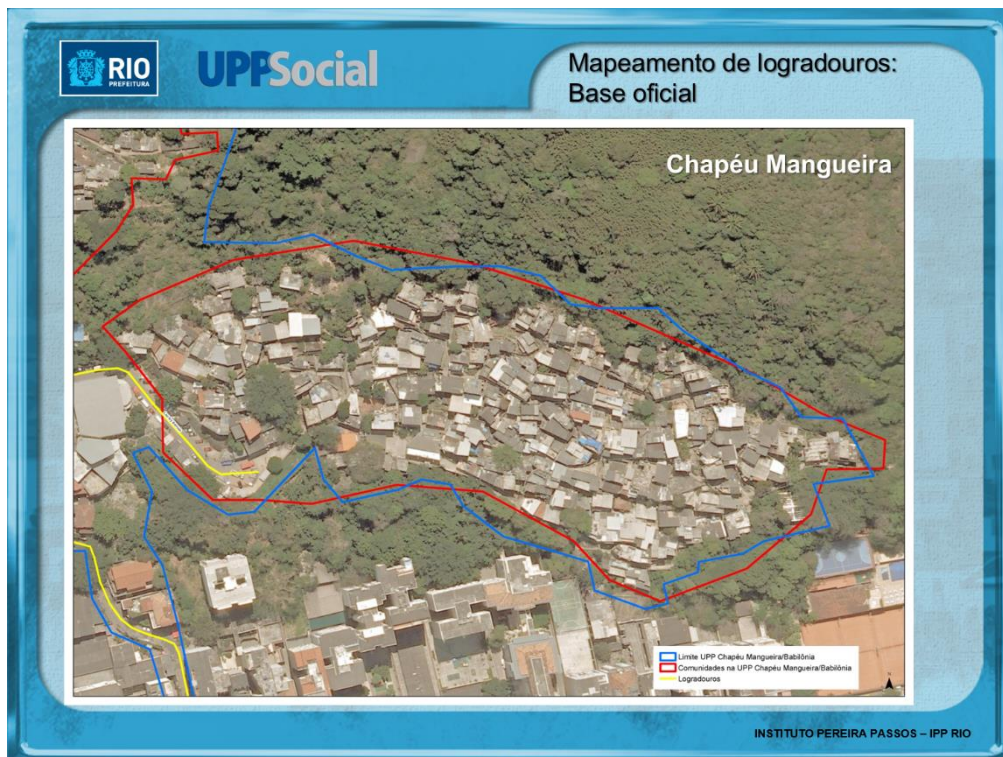 RIO
PREFEITURA
UPPSocial
Mapeamento de logradouros:
Base oficial
Chapéu Mangueira
Limite UPP Chapéu Mangueira/Babilônia
Comunidades na UPP Chapéu Mangueira/Babilônia
Logradouros
INSTITUTO PEREIRA PASSOS – IPP RIO